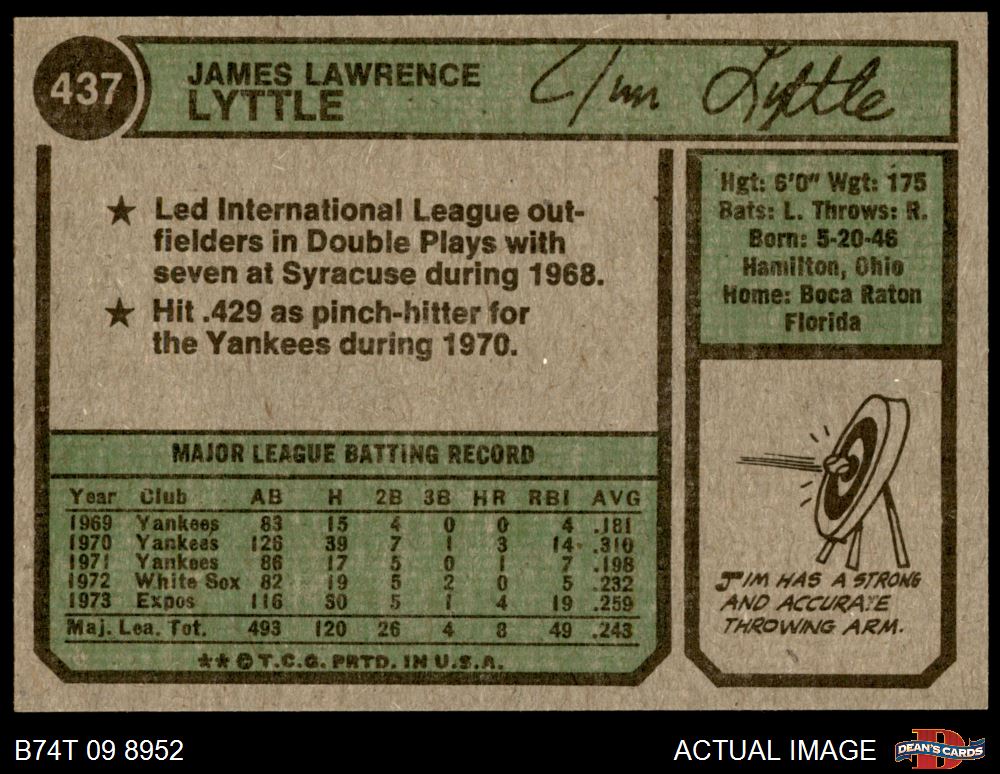 437
JAMES LAWRENCE
LYTTLE
Jim Lyttle
★ Led International League out-
fielders in Double Plays with
seven at Syracuse during 1968.
★ Hit .429 as pinch-hitter for
the Yankees during 1970.
Hgt: 6'0" Wgt: 175
Bats: L. Throws: R.
Born: 5-20-46
Hamilton, Ohio
Home: Boca Raton
Florida
MAJOR LEAGUE BATTING RECORD
Year Club AB H 2B 3B HR RBI AVG
1969 Yankees 83 15 4 0 0 4 .181
1970 Yankees 126 39 7 1 3 14 .310
1971 Yankees 86 17 5 0 1 7 .198
1972 White Sox 82 19 5 2 0 5 .232
1973 Expos 116 30 5 1 4 19 .259
Maj. Lea. Tot. 493 120 26 4 8 49 .243
★★ © T.C.G. PRTD. IN U.S.A.
JIM HAS A STRONG
AND ACCURATE
THROWING ARM.
B74T 09 8952
ACTUAL IMAGE
DEAN'S CARDS